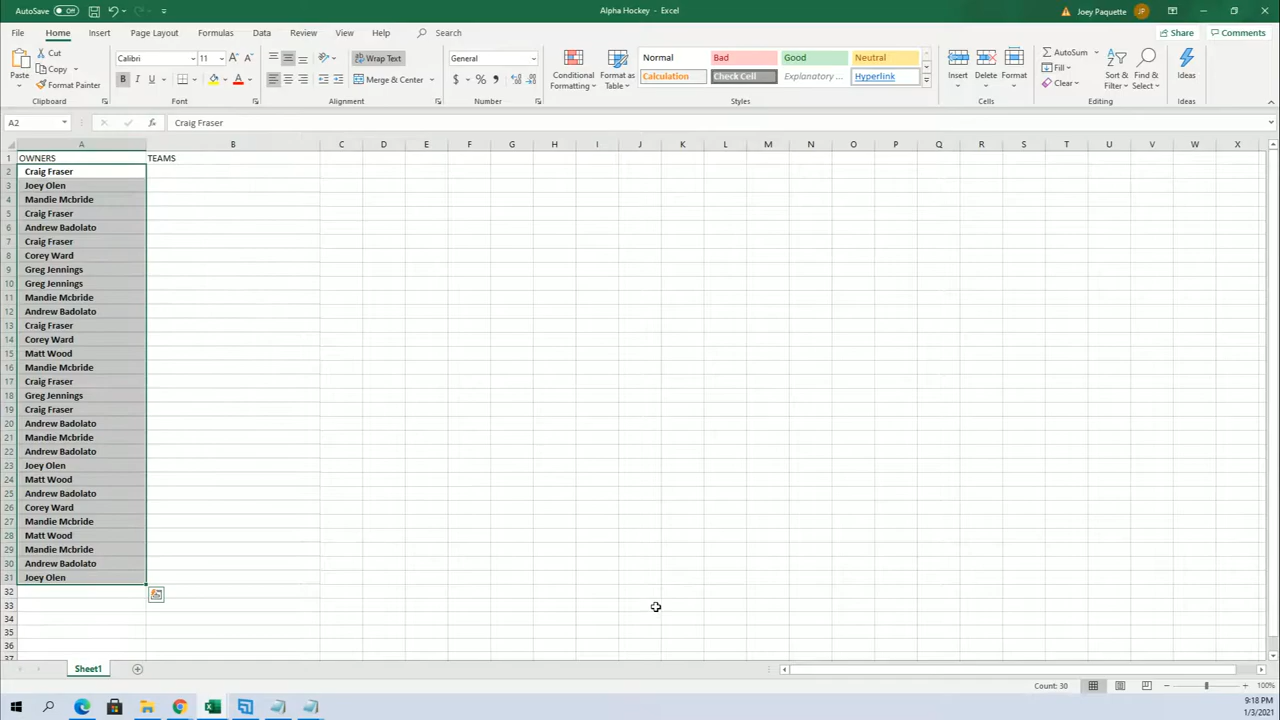 AutoSave Off
Alpha Hockey - Excel
Joey Paquette JP
File Home Insert Page Layout Formulas Data Review View Help Search
Share Comments
Paste Cut Copy Format Painter
Calibri 11
B I U
Wrap Text
Merge & Center
General
$ %
Conditional Formatting
Format as Table
Normal Bad Good Neutral
Calculation Check Cell Explanatory ... Hyperlink
Insert Delete Format
AutoSum Fill Clear
Sort & Filter
Find & Select
Ideas
Clipboard Font Alignment Number Styles Cells Editing Ideas
A2 fx Craig Fraser
A B C D E F G H I J K L M N O P Q R S T U V W X
1 OWNERS TEAMS
2 Craig Fraser
3 Joey Olen
4 Mandie Mcbride
5 Craig Fraser
6 Andrew Badolato
7 Craig Fraser
8 Corey Ward
9 Greg Jennings
10 Greg Jennings
11 Mandie Mcbride
12 Andrew Badolato
13 Craig Fraser
14 Corey Ward
15 Matt Wood
16 Mandie Mcbride
17 Craig Fraser
18 Greg Jennings
19 Craig Fraser
20 Andrew Badolato
21 Mandie Mcbride
22 Andrew Badolato
23 Joey Olen
24 Matt Wood
25 Andrew Badolato
26 Corey Ward
27 Mandie Mcbride
28 Matt Wood
29 Mandie Mcbride
30 Andrew Badolato
31 Joey Olen
32
33
34
35
36
37
Sheet1
Count: 30 100%
9:18 PM
1/3/2021